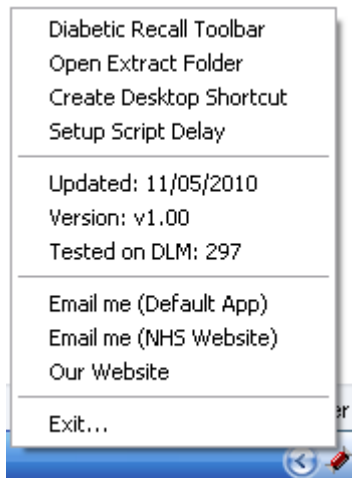 Diabetic Recall Toolbar
Open Extract Folder
Create Desktop Shortcut
Setup Script Delay
Updated: 11/05/2010
Version: v1.00
Tested on DLM: 297
Email me (Default App)
Email me (NHS Website)
Our Website
Exit...